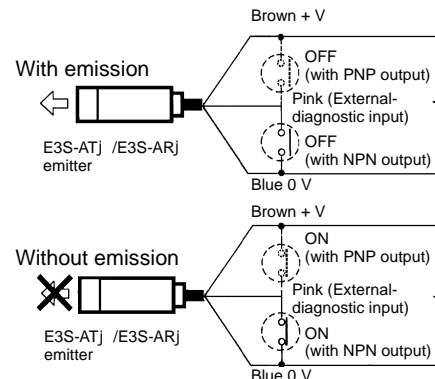 Brown + V
OFF
(with PNP output)
With emission
Pink (External-
diagnostic input)
OFF
(with NPN output)
E3S-ATj /E3S-ARj
emitter
Blue 0 V
Brown + V
ON
(with PNP output)
Without emission
Pink (External-
diagnostic input)
ON
(with NPN output)
E3S-ATj /E3S-ARj
emitter
Blue 0 V